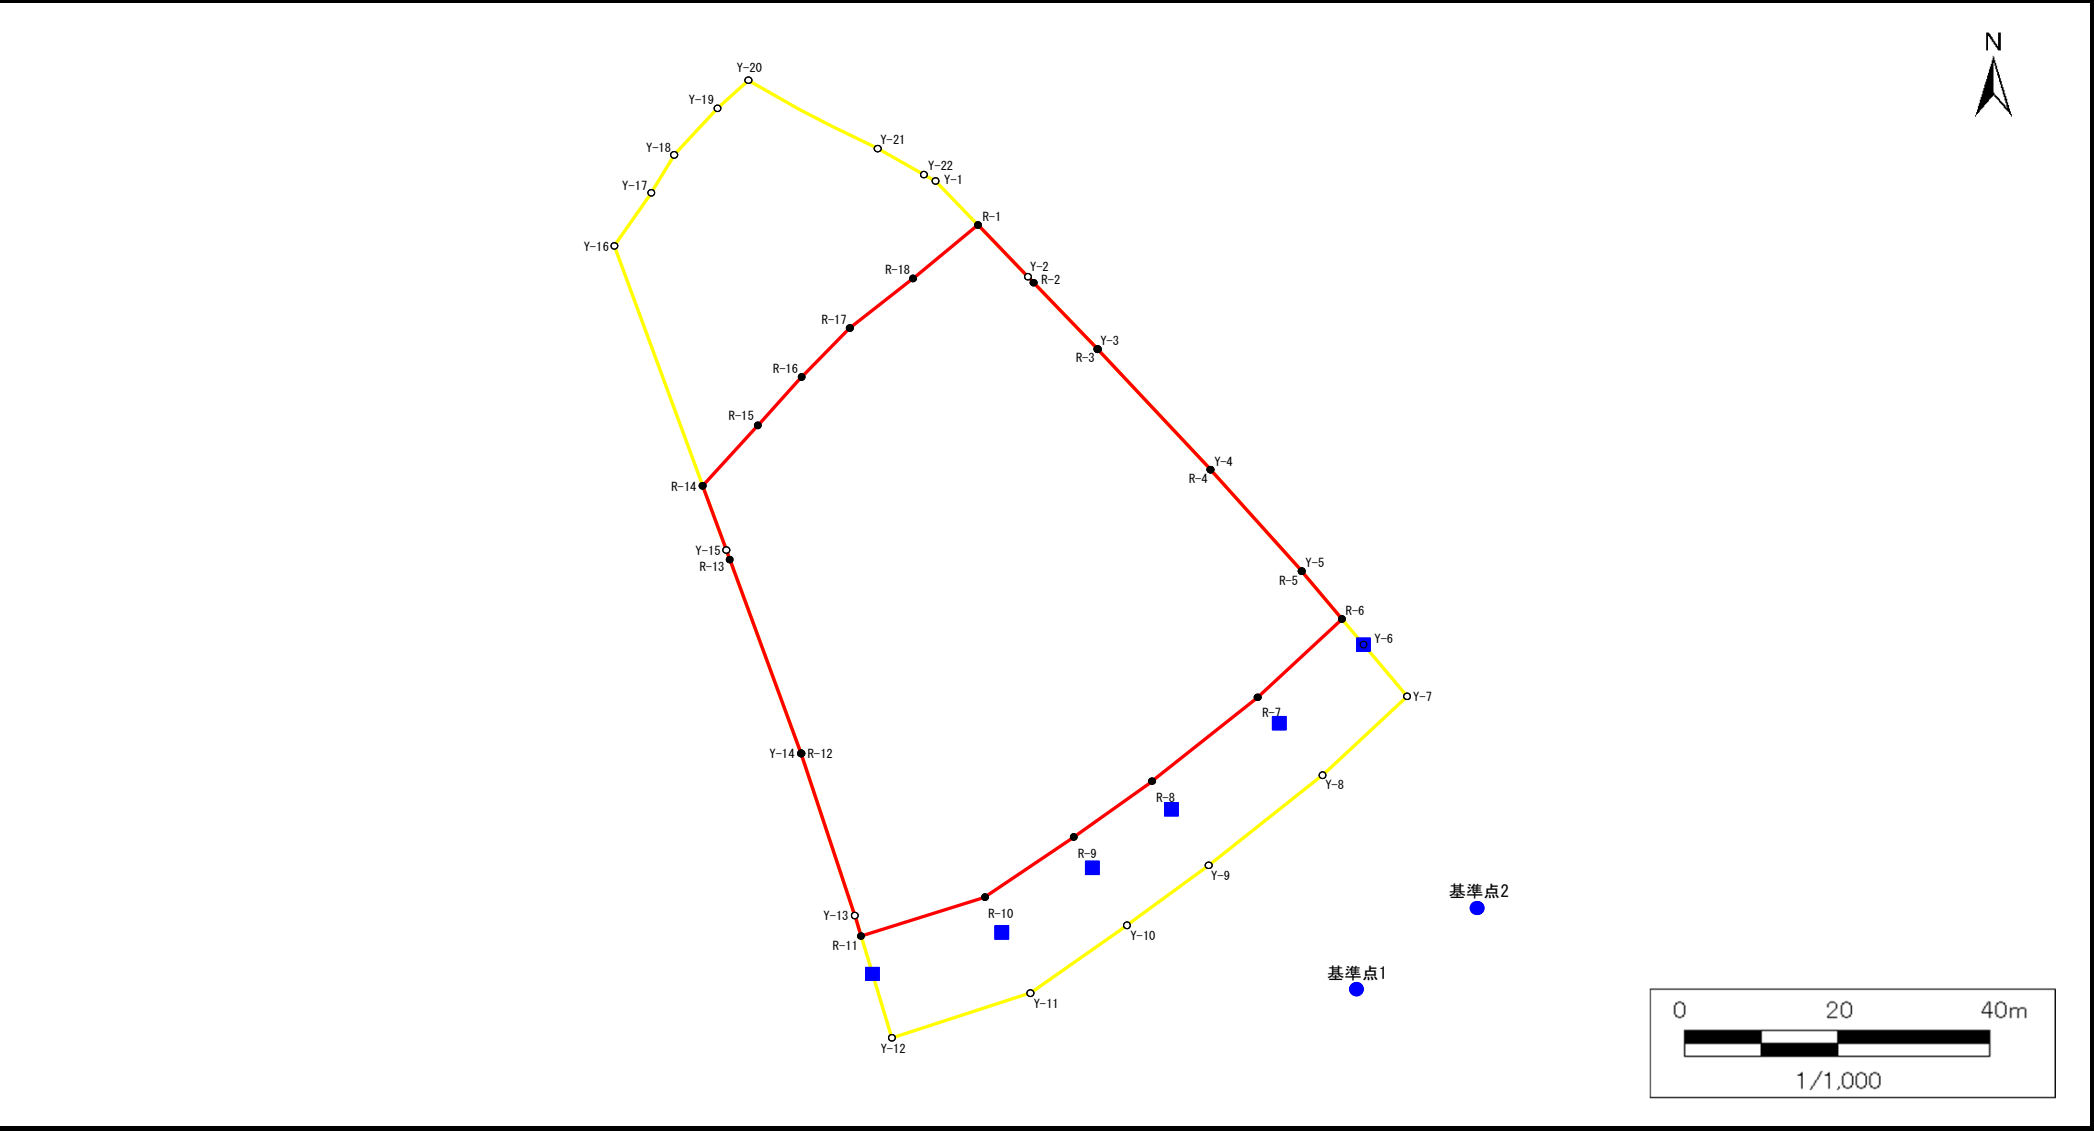 N
Y-20
Y-19
Y-21
Y-18
Y-22
Y-1
Y-17
R-1
Y-16
R-18
Y-2
R-2
R-17
Y-3
R-3
R-16
R-15
Y-4
R-4
R-14
Y-15
R-13
Y-5
R-5
R-6
Y-6
Y-7
R-7
Y-14
R-12
Y-8
R-8
R-9
Y-9
基準点2
Y-13
R-10
R-11
Y-10
基準点1
Y-11
Y-12
0 20 40m
1/1,000